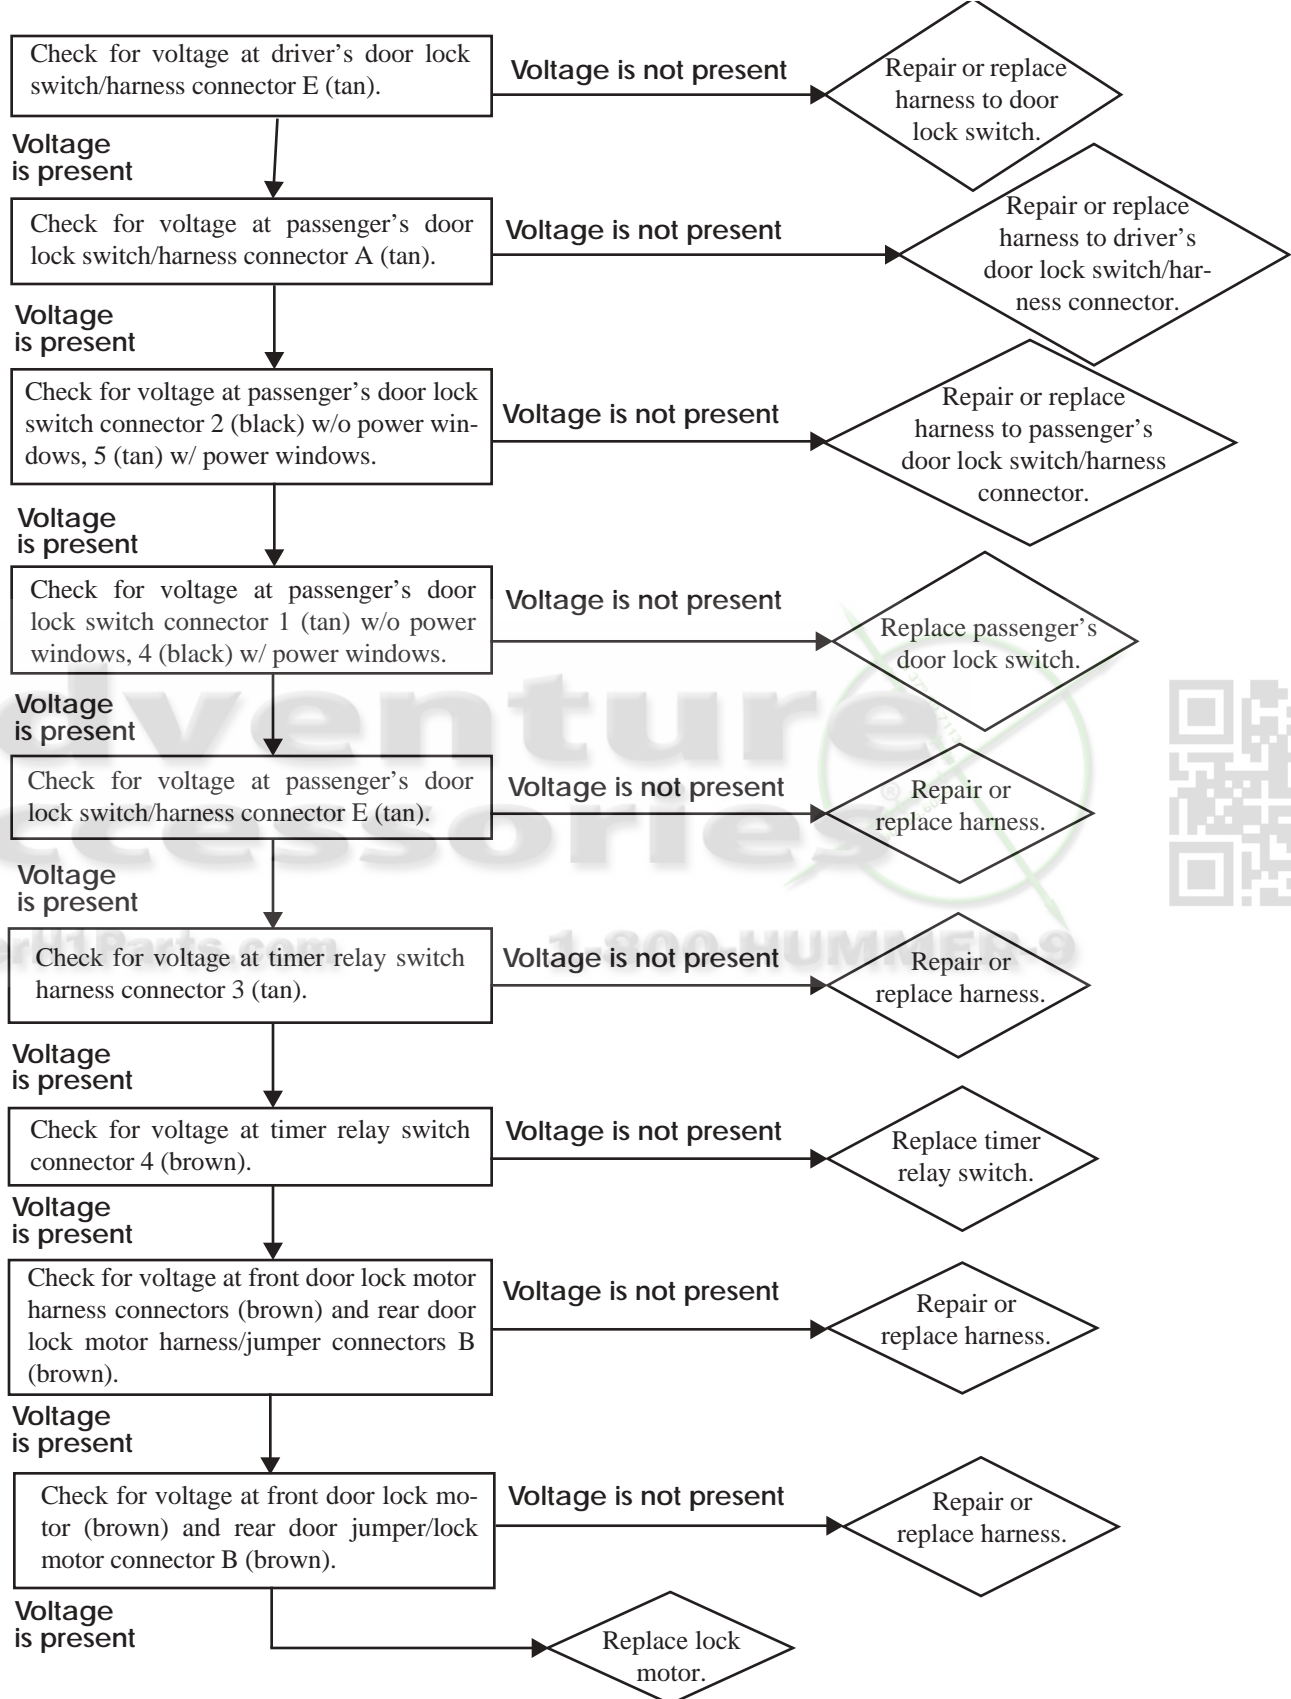 Check for voltage at driver's door lock
switch/harness connector E (tan).
Voltage is not present
Repair or replace
harness to door
lock switch.
Voltage
is present
Check for voltage at passenger's door
lock switch/harness connector A (tan).
Voltage is not present
Repair or replace
harness to driver's
door lock switch/har-
ness connector.
Voltage
is present
Check for voltage at passenger's door lock
switch connector 2 (black) w/o power win-
dows, 5 (tan) w/ power windows.
Voltage is not present
Repair or replace
harness to passenger's
door lock switch/harness
connector.
Voltage
is present
Check for voltage at passenger's door
lock switch connector 1 (tan) w/o power
windows, 4 (black) w/ power windows.
Voltage is not present
Replace passenger's
door lock switch.
Voltage
is present
Check for voltage at passenger's door
lock switch/harness connector E (tan).
Voltage is not present
Repair or
replace harness.
dventure
ccessories
®
Voltage
is present
Check for voltage at timer relay switch
harness connector 3 (tan).
Voltage is not present
Repair or
replace harness.
erH1Parts.com
1-800-HUMMER-9
Voltage
is present
Check for voltage at timer relay switch
connector 4 (brown).
Voltage is not present
Replace timer
relay switch.
Voltage
is present
Check for voltage at front door lock motor
harness connectors (brown) and rear door
lock motor harness/jumper connectors B
(brown).
Voltage is not present
Repair or
replace harness.
Voltage
is present
Check for voltage at front door lock mo-
tor (brown) and rear door jumper/lock
motor connector B (brown).
Voltage is not present
Repair or
replace harness.
Voltage
is present
Replace lock
motor.